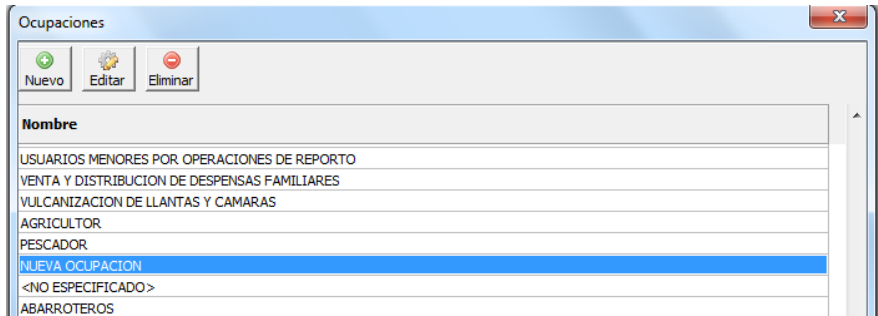 Ocupaciones
Nuevo Editar Eliminar
Nombre
USUARIOS MENORES POR OPERACIONES DE REPORTO
VENTA Y DISTRIBUCION DE DESPENSAS FAMILIARES
VULCANIZACION DE LLANTAS Y CAMARAS
AGRICULTOR
PESCADOR
NUEVA OCUPACION
<NO ESPECIFICADO>
ABARROTEROS